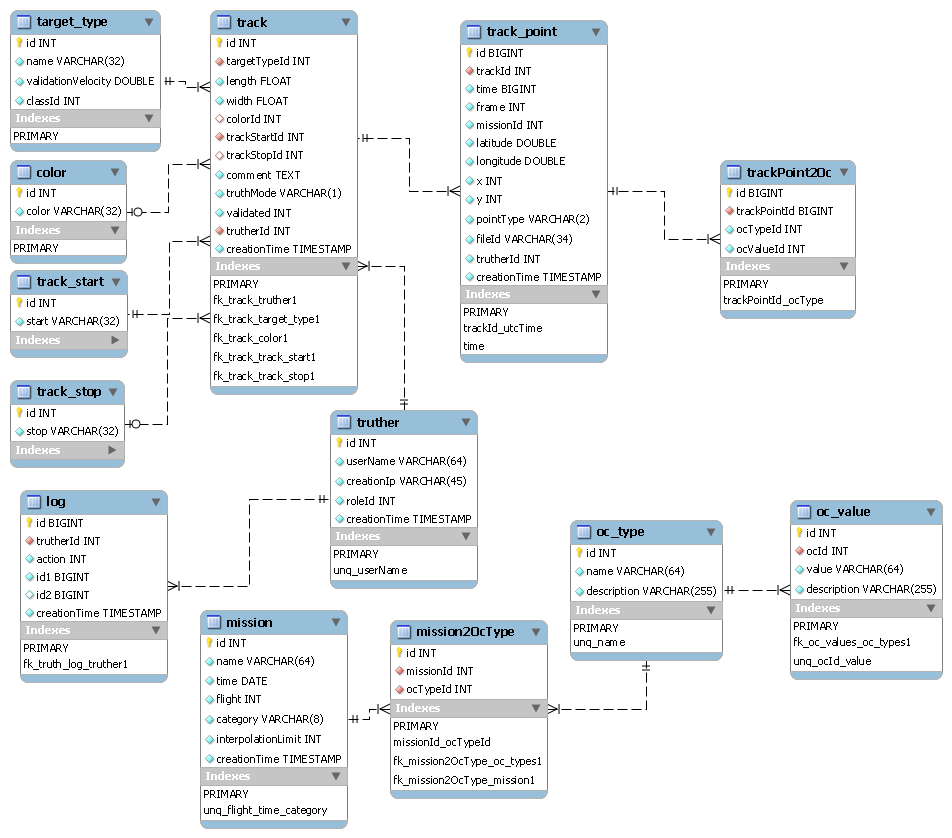 target_type
id INT
name VARCHAR(32)
validationVelocity DOUBLE
classId INT
Indexes
PRIMARY
color
id INT
color VARCHAR(32)
Indexes
PRIMARY
track_start
id INT
start VARCHAR(32)
Indexes
track_stop
id INT
stop VARCHAR(32)
Indexes
track
id INT
targetTypeId INT
length FLOAT
width FLOAT
colorId INT
trackStartId INT
trackStopId INT
comment TEXT
truthMode VARCHAR(1)
validated INT
trutherId INT
creationTime TIMESTAMP
Indexes
PRIMARY
fk_track_truther1
fk_track_target_type1
fk_track_color1
fk_track_track_start1
fk_track_track_stop1
track_point
id BIGINT
trackId INT
time BIGINT
frame INT
missionId INT
latitude DOUBLE
longitude DOUBLE
x INT
y INT
pointType VARCHAR(2)
fileId VARCHAR(34)
trutherId INT
creationTime TIMESTAMP
Indexes
PRIMARY
trackId_utcTime
time
trackPoint2Oc
id BIGINT
trackPointId BIGINT
ocTypeId INT
ocValueId INT
Indexes
PRIMARY
trackPointId_ocType
truther
id INT
userName VARCHAR(64)
creationIp VARCHAR(45)
roleId INT
creationTime TIMESTAMP
Indexes
PRIMARY
unq_userName
log
id BIGINT
trutherId INT
action INT
id1 BIGINT
id2 BIGINT
creationTime TIMESTAMP
Indexes
PRIMARY
fk_truth_log_truther1
mission
id INT
name VARCHAR(64)
time DATE
flight INT
category VARCHAR(8)
interpolationLimit INT
creationTime TIMESTAMP
Indexes
PRIMARY
unq_flight_time_category
mission2OcType
id INT
missionId INT
ocTypeId INT
Indexes
PRIMARY
missionId_ocTypeId
fk_mission2OcType_oc_types1
fk_mission2OcType_mission1
oc_type
id INT
name VARCHAR(64)
description VARCHAR(255)
Indexes
PRIMARY
unq_name
oc_value
id INT
ocId INT
value VARCHAR(64)
description VARCHAR(255)
Indexes
PRIMARY
fk_oc_values_oc_types1
unq_ocId_value